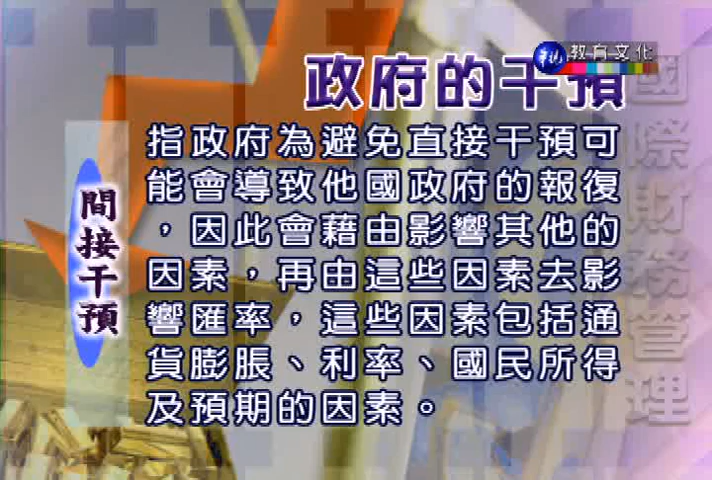 政府的干預
教育文化
國際財務管理
間接干預
指政府為避免直接干預可
能會導致他國政府的報復
，因此會藉由影響其他的
因素，再由這些因素去影
響匯率，這些因素包括通
貨膨脹、利率、國民所得
及預期的因素。